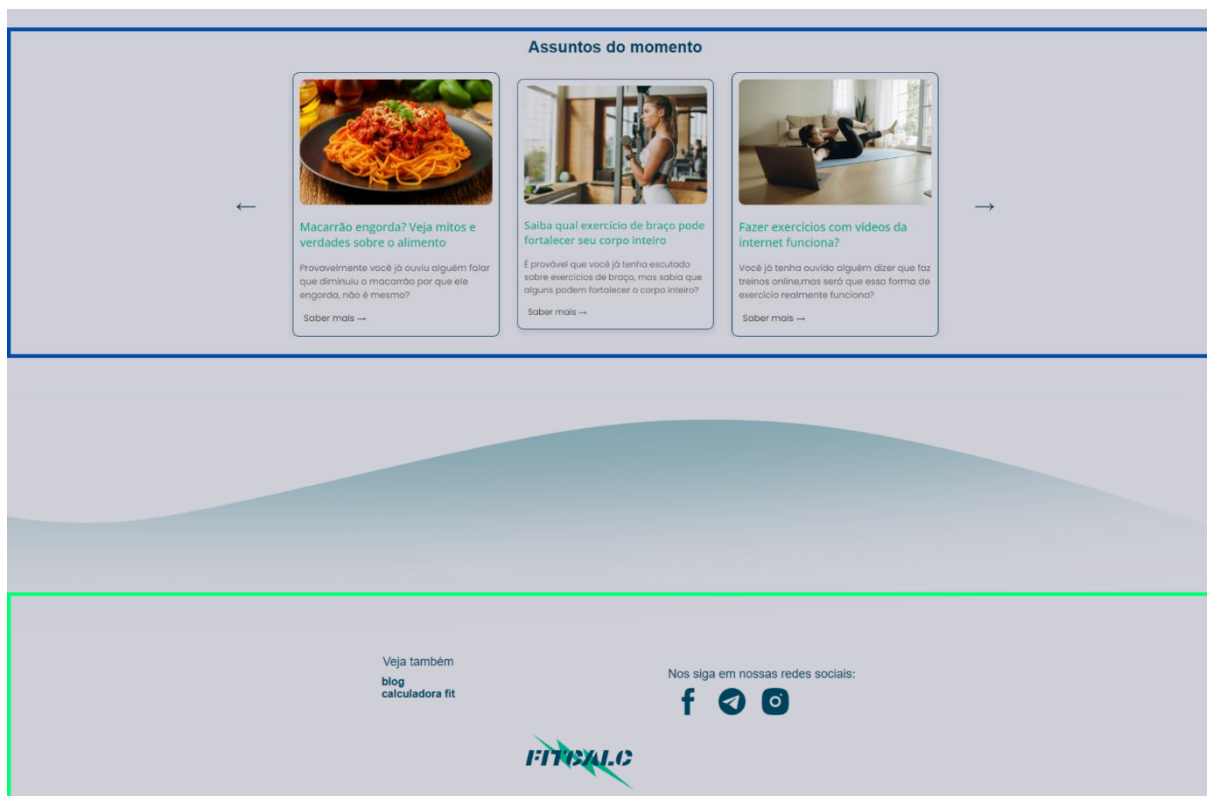 Assuntos do momento
←
→
Macarrão engorda? Veja mitos e
verdades sobre o alimento
Provavelmente você já ouviu alguém falar
que diminuiu o macarrão por que ele
engorda, não é mesmo?
Saber mais →
Saiba qual exercício de braço pode
fortalecer seu corpo inteiro
É provável que você já tenha escutado
sobre exercícios de braço, mas sabia que
alguns podem fortalecer o corpo inteiro?
Saber mais →
Fazer exercícios com vídeos da
internet funciona?
Você já tenha ouvido alguém dizer que faz
treinos online,mas será que essa forma de
exercício realmente funciona?
Saber mais →
Veja também
blog
calculadora fit
Nos siga em nossas redes sociais:
FITCALC